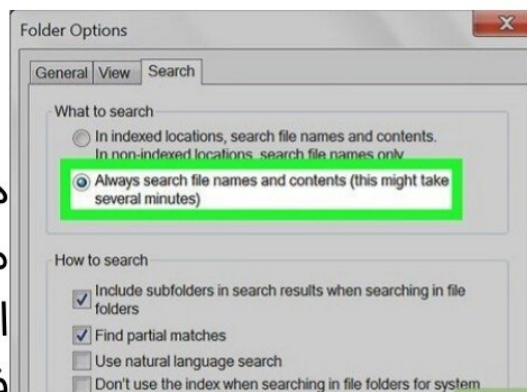 Folder Options
General View Search
What to search
In indexed locations, search file names and contents.
In non-indexed locations, search file names only
Always search file names and contents (this might take
several minutes)
How to search
Include subfolders in search results when searching in file
folders
Find partial matches
Use natural language search
Don't use the index when searching in file folders for system